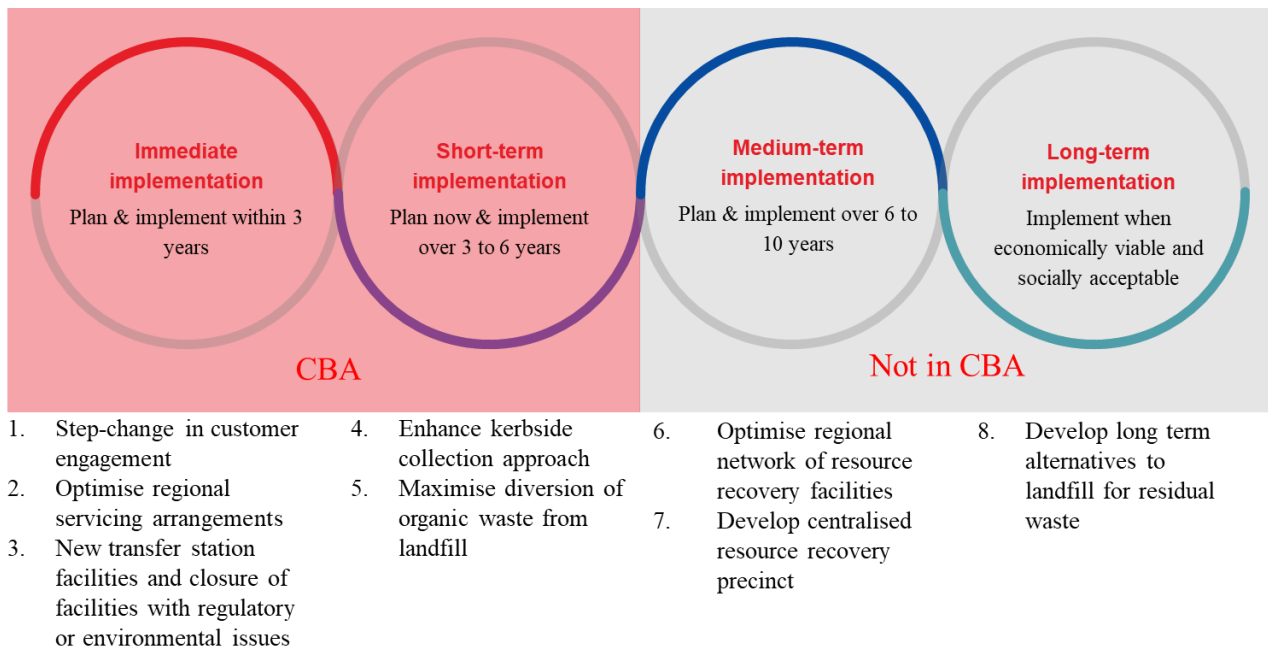 Immediate
implementation
Plan & implement within 3
years
Short-term
implementation
Plan now & implement
over 3 to 6 years
Medium-term
implementation
Plan & implement over 6 to
10 years
Long-term
implementation
Implement when
economically viable and
socially acceptable
CBA
Not in CBA
1. Step-change in customer
engagement
2. Optimise regional
servicing arrangements
3. New transfer station
facilities and closure of
facilities with regulatory
or environmental issues
4. Enhance kerbside
collection approach
5. Maximise diversion of
organic waste from
landfill
6. Optimise regional
network of resource
recovery facilities
7. Develop centralised
resource recovery
precinct
8. Develop long term
alternatives to
landfill for residual
waste